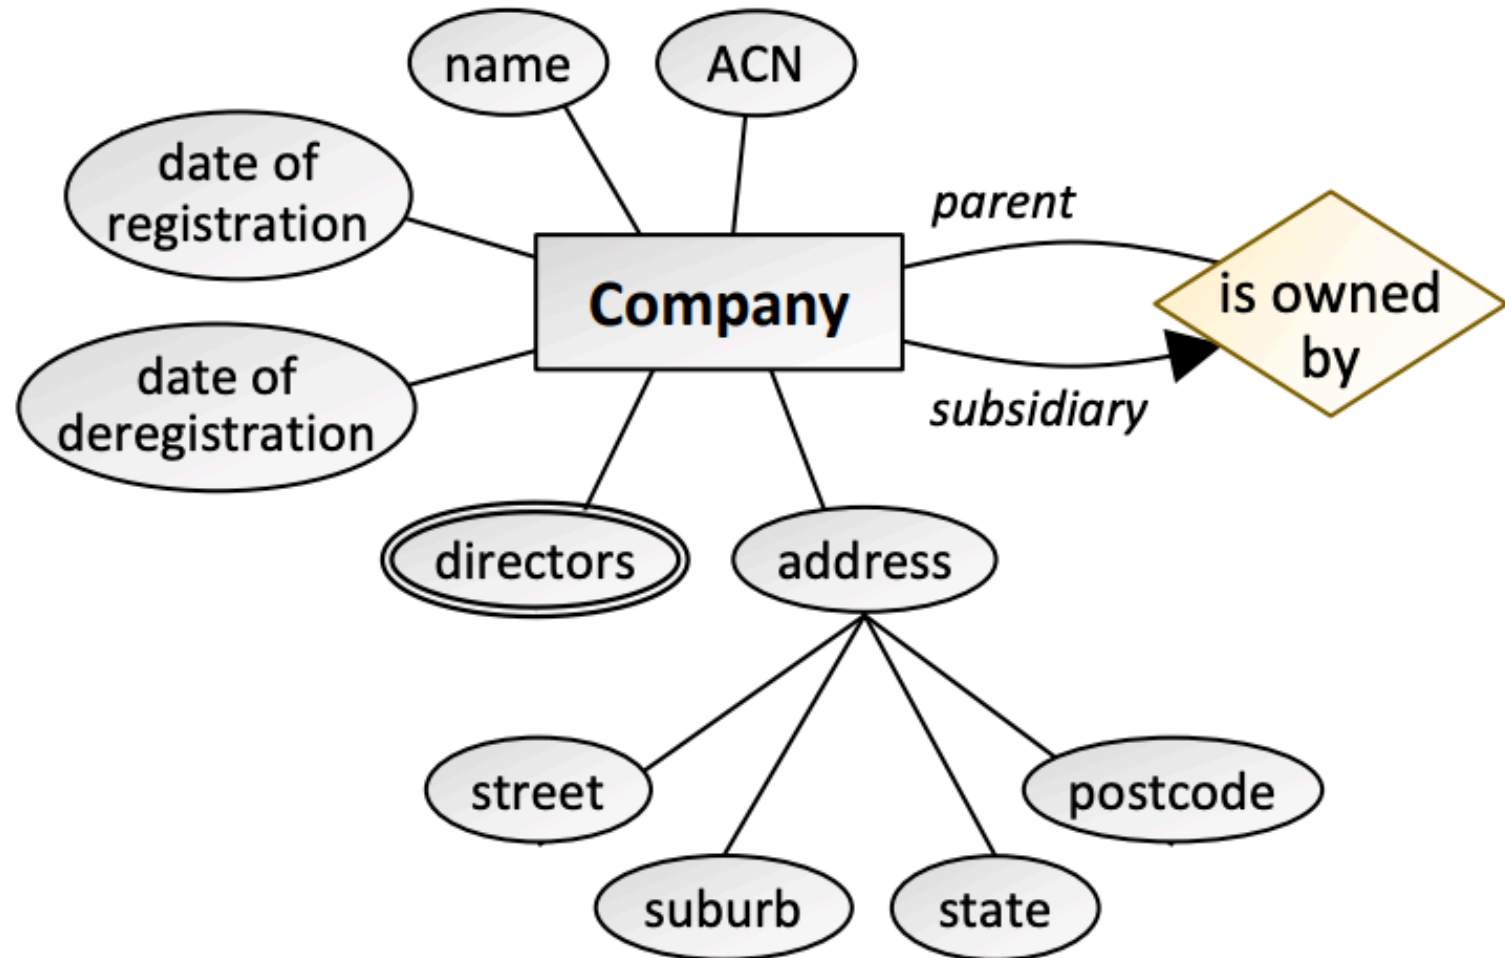 name
ACN
date of
registration
parent
Company
is owned
by
date of
deregistration
subsidiary
directors
address
street
postcode
suburb
state